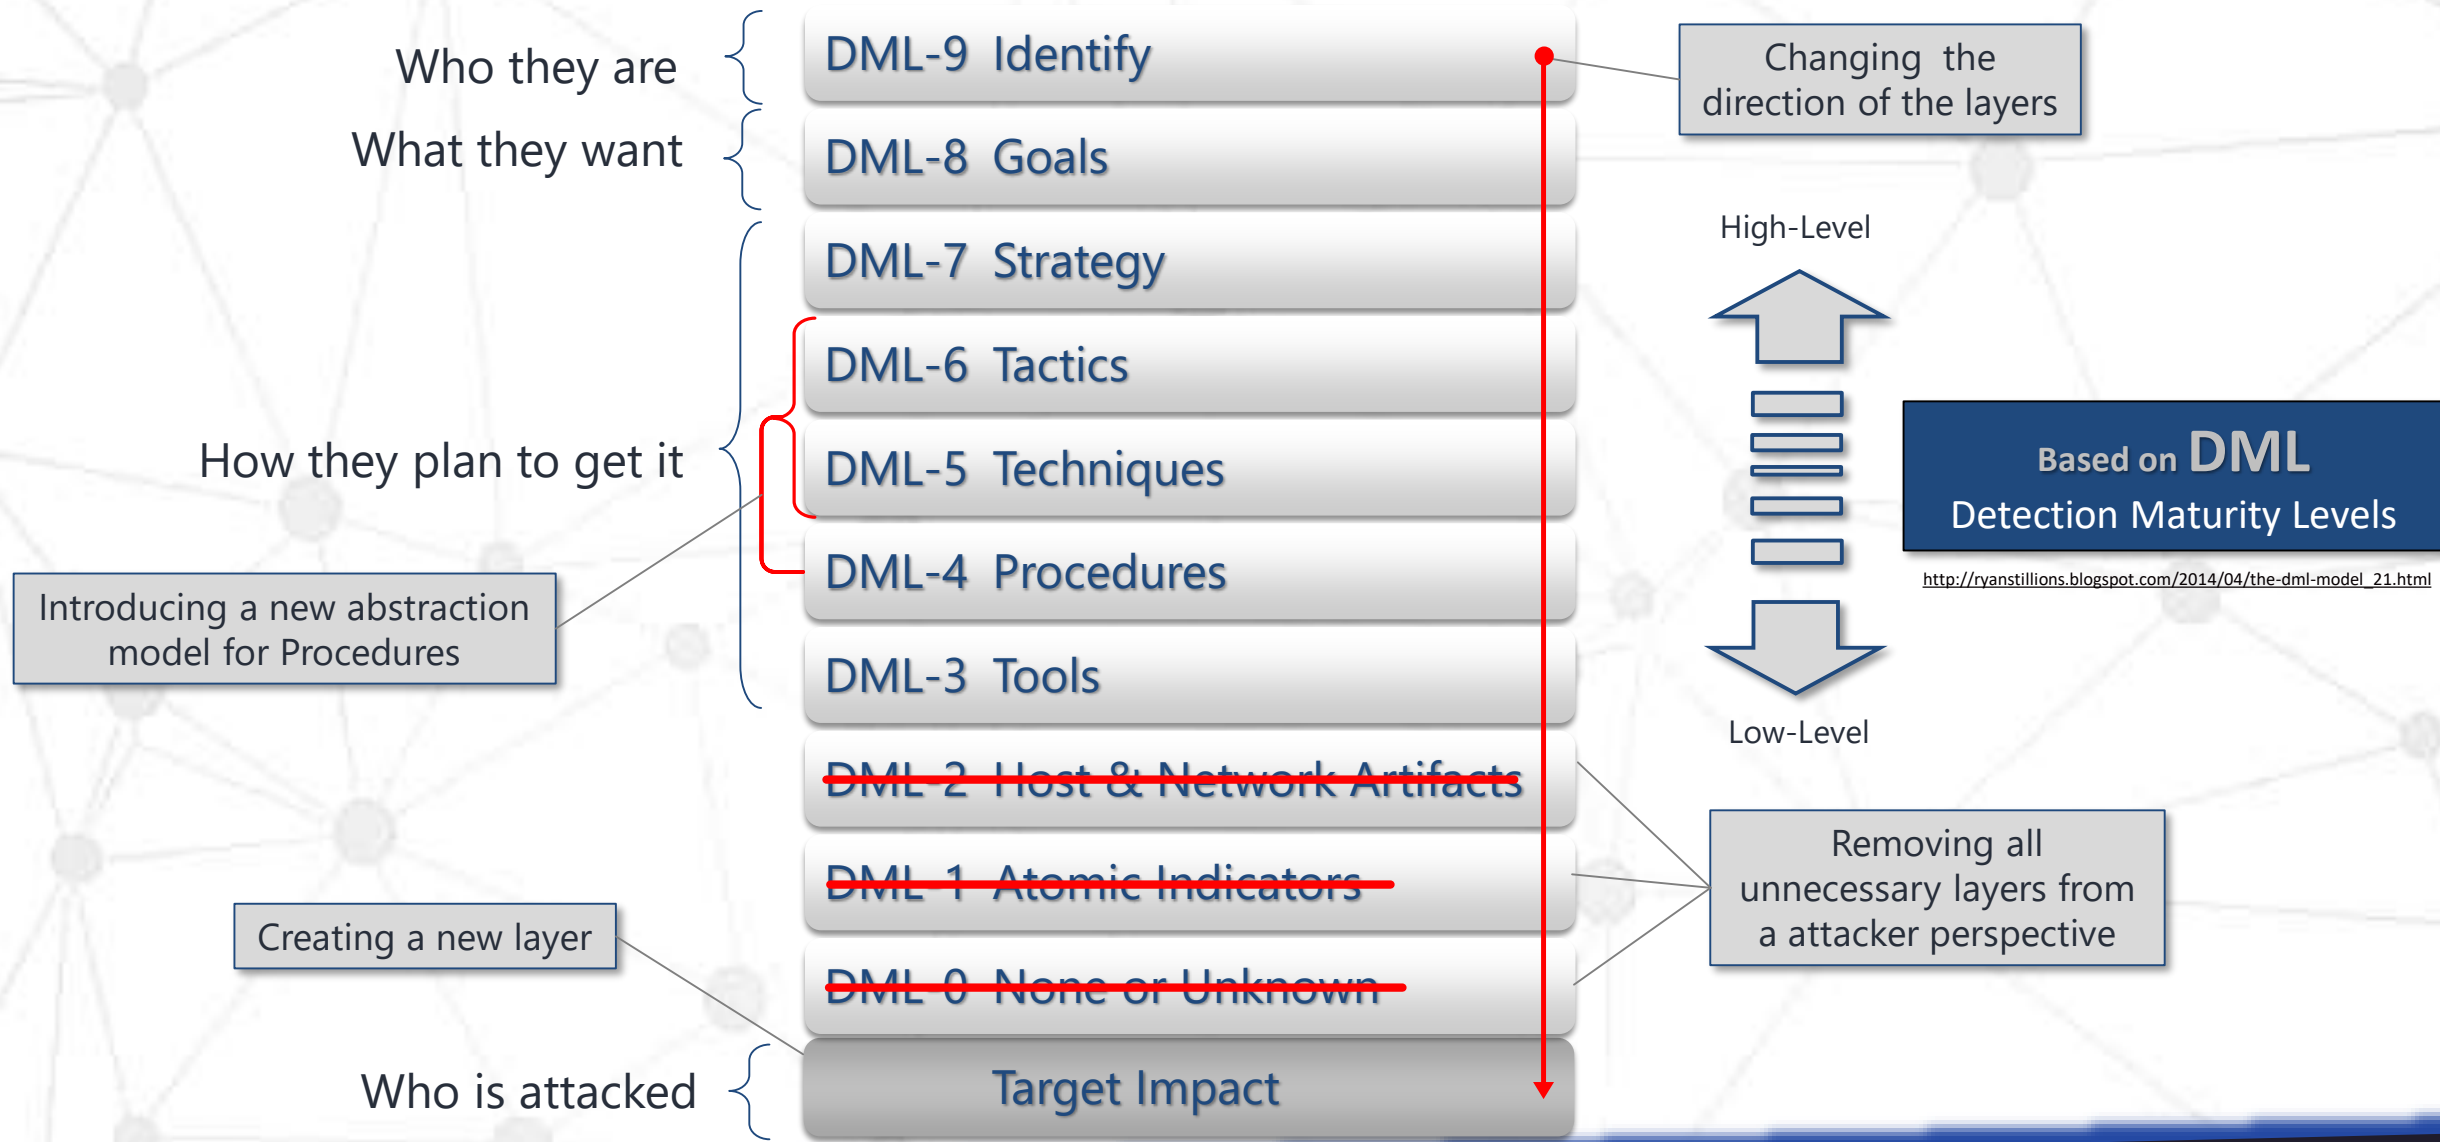 Who they are
DML-9 Identify
Changing the
direction of the layers
What they want
DML-8 Goals
High-Level
DML-7 Strategy
DML-6 Tactics
How they plan to get it
DML-5 Techniques
Based on DML
Detection Maturity Levels
http://ryanstillions.blogspot.com/2014/04/the-dml-model_21.html
DML-4 Procedures
Introducing a new abstraction
model for Procedures
DML-3 Tools
Low-Level
DML-2 Host & Network Artifacts
Removing all
unnecessary layers from
a attacker perspective
DML-1 Atomic Indicators
Creating a new layer
DML-0 None or Unknown
Who is attacked
Target Impact